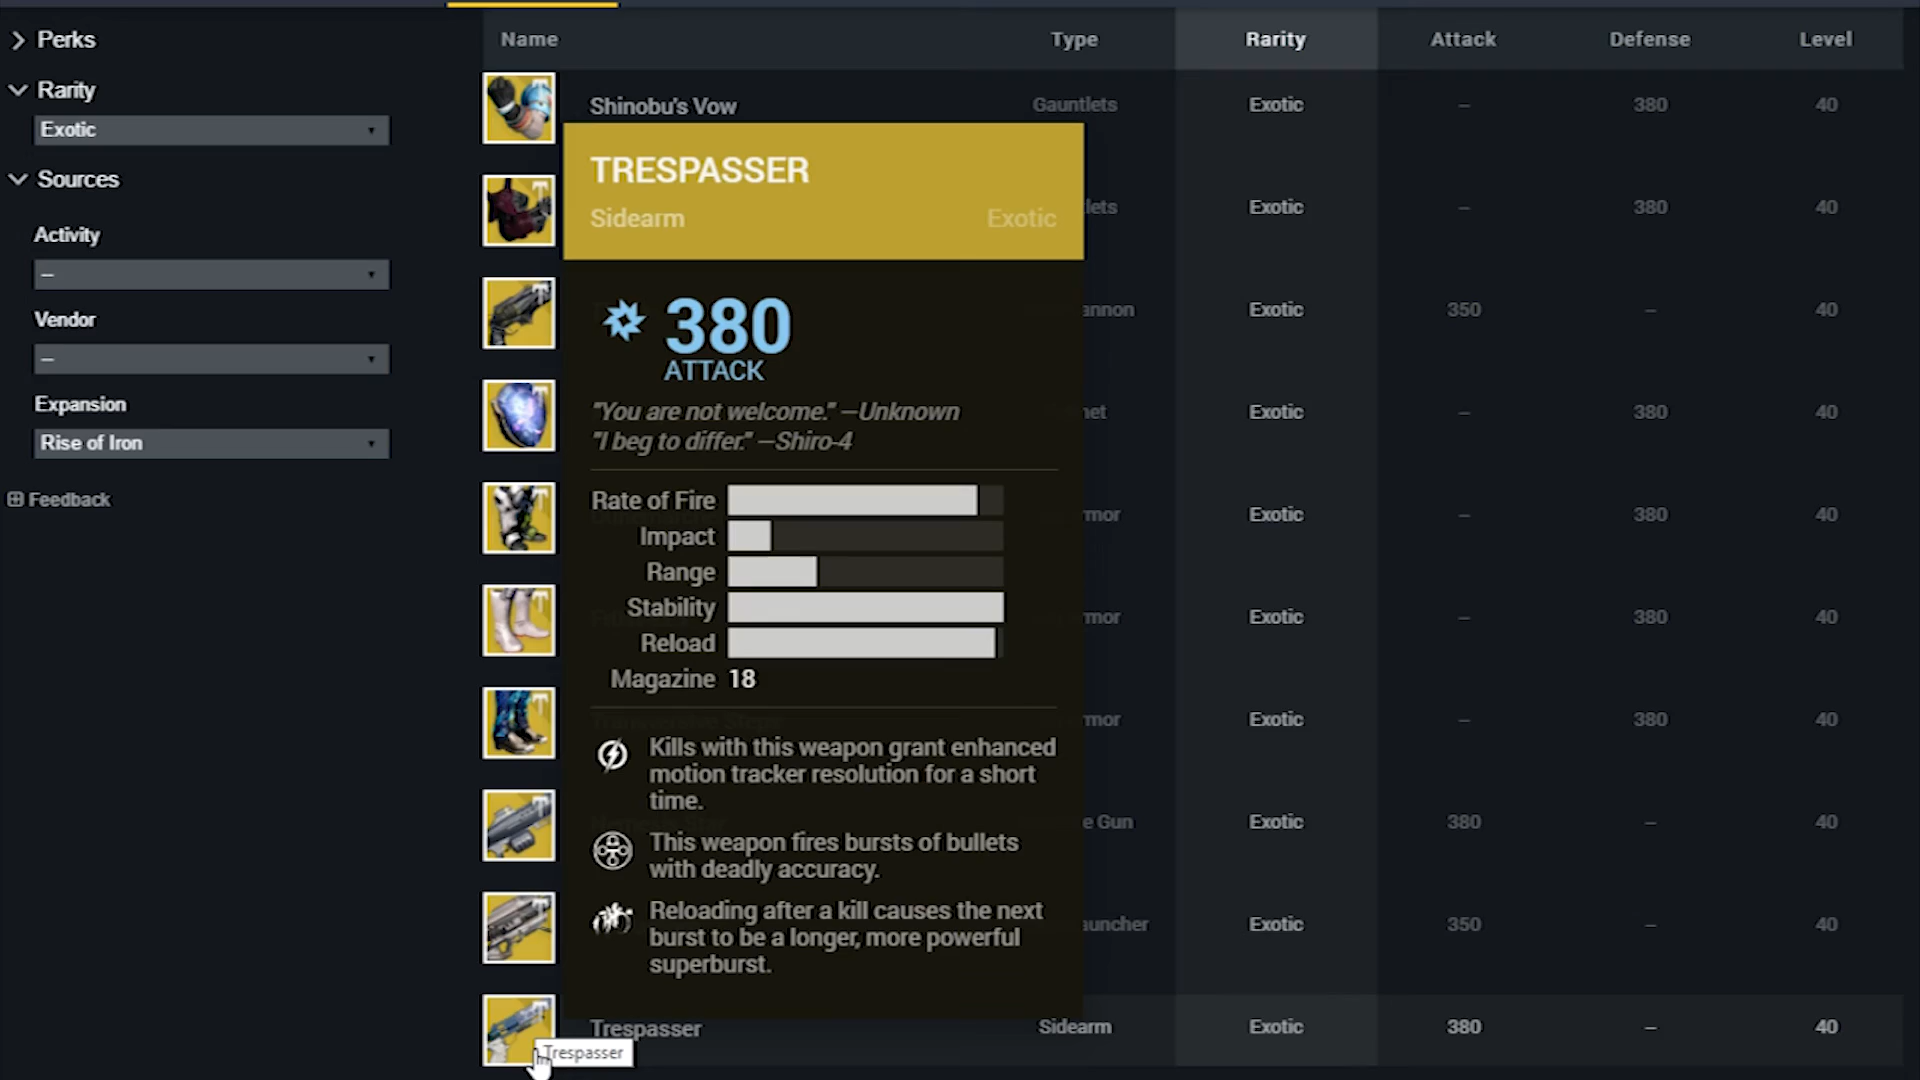 Perks
Rarity
Exotic
Sources
Activity
–
Vendor
–
Expansion
Rise of Iron
Feedback
Name Type Rarity Attack Defense Level
Shinobu's Vow Gauntlets Exotic – 380 40
lets Exotic – 380 40
annon Exotic 350 – 40
net Exotic – 380 40
rmor Exotic – 380 40
rmor Exotic – 380 40
rmor Exotic – 380 40
e Gun Exotic 380 – 40
auncher Exotic 350 – 40
Trespasser Sidearm Exotic 380 – 40
TRESPASSER
Sidearm Exotic
380
ATTACK
"You are not welcome." —Unknown
"I beg to differ." —Shiro-4
Rate of Fire
Impact
Range
Stability
Reload
Magazine 18
Kills with this weapon grant enhanced
motion tracker resolution for a short
time.
This weapon fires bursts of bullets
with deadly accuracy.
Reloading after a kill causes the next
burst to be a longer, more powerful
superburst.
Trespasser